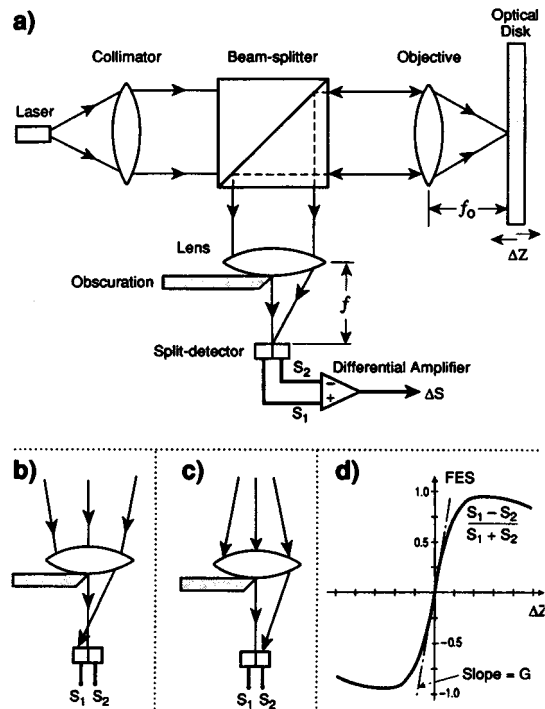 a)
Optical
Disk
Collimator
Beam-splitter
Objective
Laser
f₀
ΔZ
Lens
Obscuration
f
Split-detector
S₂
Differential Amplifier
−
+
ΔS
S₁
b)
c)
d)
FES
1.0
S₁ − S₂
S₁ + S₂
0.5
ΔZ
−0.5
Slope = G
−1.0
S₁ S₂
S₁ S₂